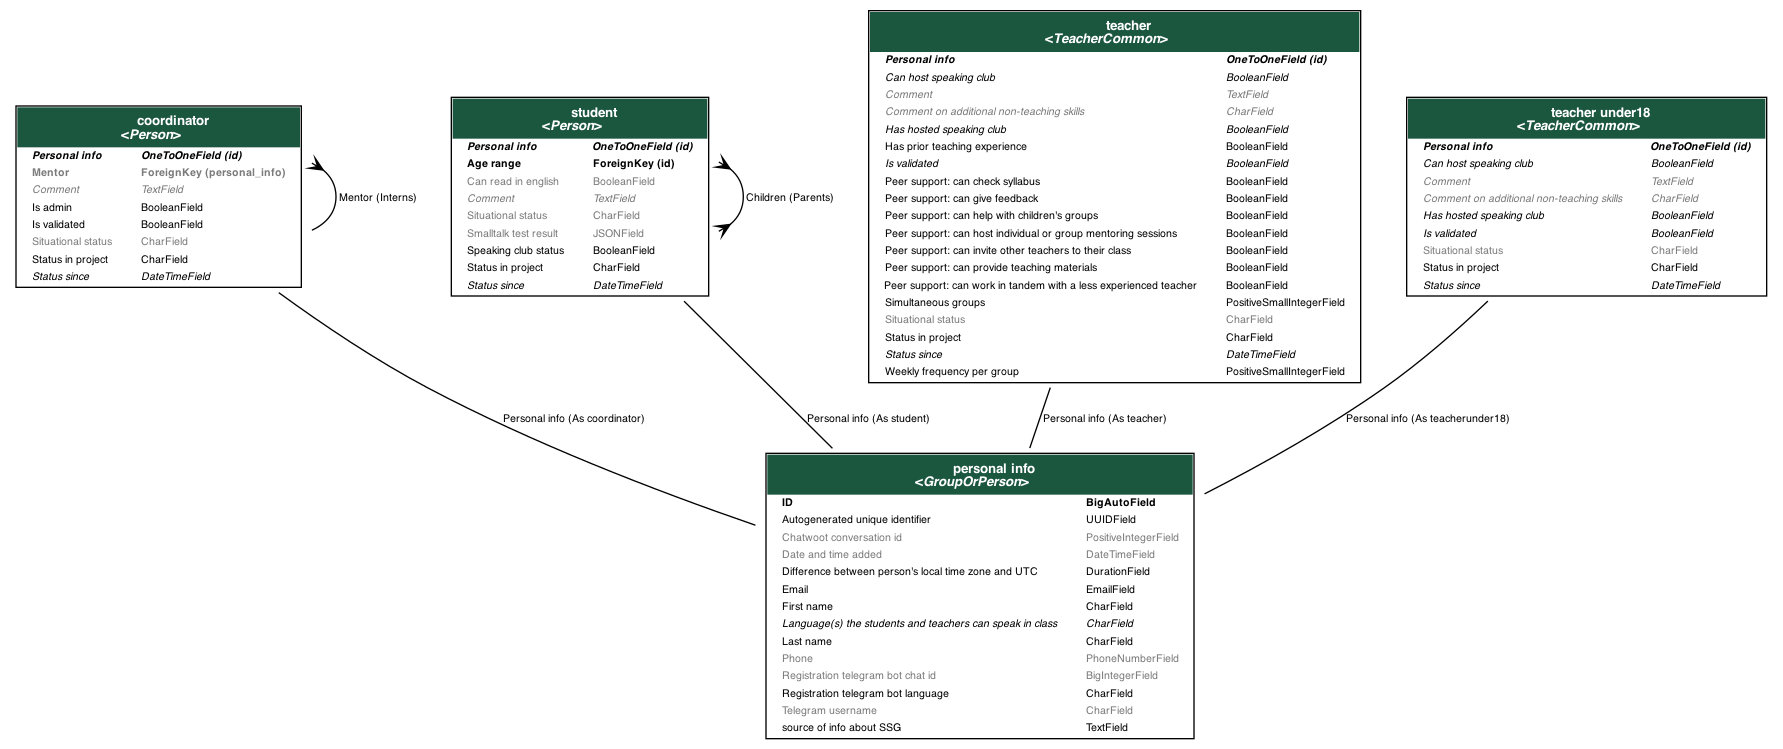 coordinator
<Person>
Personal info OneToOneField (id)
Mentor ForeignKey (personal_info)
Comment TextField
Is admin BooleanField
Is validated BooleanField
Situational status CharField
Status in project CharField
Status since DateTimeField
Mentor (Interns)
student
<Person>
Personal info OneToOneField (id)
Age range ForeignKey (id)
Can read in english BooleanField
Comment TextField
Situational status CharField
Smalltalk test result JSONField
Speaking club status BooleanField
Status in project CharField
Status since DateTimeField
Children (Parents)
teacher
<TeacherCommon>
Personal info OneToOneField (id)
Can host speaking club BooleanField
Comment TextField
Comment on additional non-teaching skills CharField
Has hosted speaking club BooleanField
Has prior teaching experience BooleanField
Is validated BooleanField
Peer support: can check syllabus BooleanField
Peer support: can give feedback BooleanField
Peer support: can help with children's groups BooleanField
Peer support: can host individual or group mentoring sessions BooleanField
Peer support: can invite other teachers to their class BooleanField
Peer support: can provide teaching materials BooleanField
Peer support: can work in tandem with a less experienced teacher BooleanField
Simultaneous groups PositiveSmallIntegerField
Situational status CharField
Status in project CharField
Status since DateTimeField
Weekly frequency per group PositiveSmallIntegerField
teacher under18
<TeacherCommon>
Personal info OneToOneField (id)
Can host speaking club BooleanField
Comment TextField
Comment on additional non-teaching skills CharField
Has hosted speaking club BooleanField
Is validated BooleanField
Situational status CharField
Status in project CharField
Status since DateTimeField
Personal info (As coordinator)
Personal info (As student)
Personal info (As teacher)
Personal info (As teacherunder18)
personal info
<GroupOrPerson>
ID BigAutoField
Autogenerated unique identifier UUIDField
Chatwoot conversation id PositiveIntegerField
Date and time added DateTimeField
Difference between person's local time zone and UTC DurationField
Email EmailField
First name CharField
Language(s) the students and teachers can speak in class CharField
Last name CharField
Phone PhoneNumberField
Registration telegram bot chat id BigIntegerField
Registration telegram bot language CharField
Telegram username CharField
source of info about SSG TextField